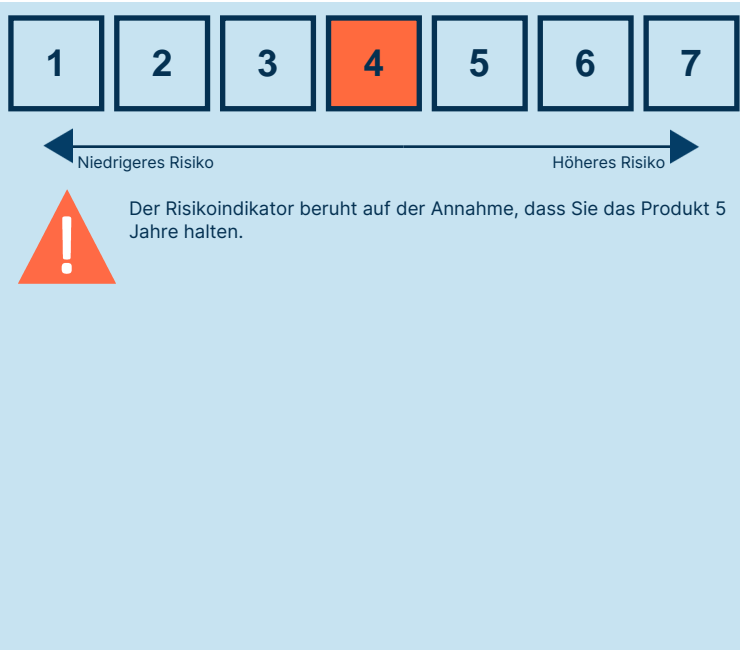 1 2 3 4 5 6 7
Niedrigeres Risiko Höheres Risiko
Der Risikoindikator beruht auf der Annahme, dass Sie das Produkt 5
Jahre halten.